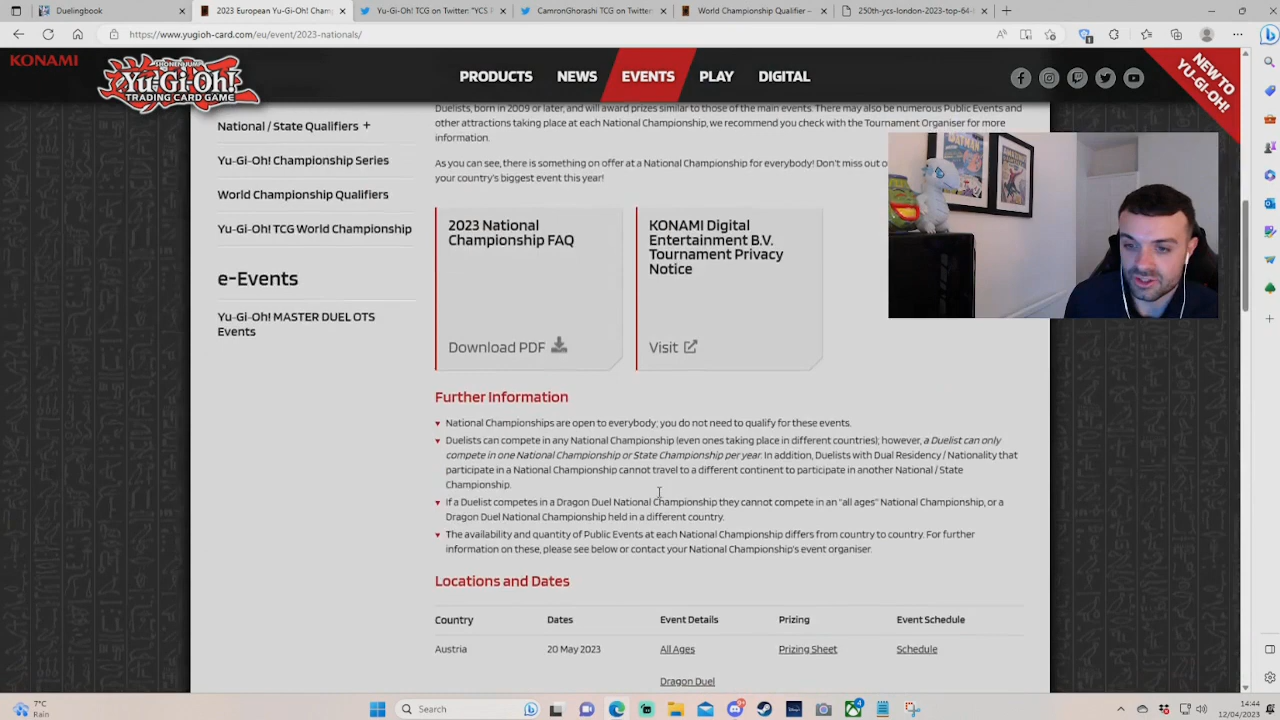 Duelingbook
2023 European Yu-Gi-Oh! Cham
Yu-Gi-Oh! TCG on Twitter: "YCS F
CamronGhorashi TCG on Twitter:
World Championship Qualifier –
250th-ycs-london-2023-top-64-l
https://www.yugioh-card.com/eu/event/2023-nationals/
KONAMI
SHONEN JUMP
Yu-Gi-Oh!
TRADING CARD GAME
PRODUCTS NEWS EVENTS PLAY DIGITAL
NEW TO
YU-GI-OH!
Duelists, born in 2009 or later, and will award prizes similar to those of the main events. There may also be numerous Public Events and
other attractions taking place at each National Championship, we recommend you check with the Tournament Organiser for more
information.
As you can see, there is something on offer at a National Championship for everybody! Don't miss out o
your country's biggest event this year!
National / State Qualifiers +
Yu-Gi-Oh! Championship Series
World Championship Qualifiers
Yu-Gi-Oh! TCG World Championship
e-Events
Yu-Gi-Oh! MASTER DUEL OTS
Events
2023 National
Championship FAQ
Download PDF
KONAMI Digital
Entertainment B.V.
Tournament Privacy
Notice
Visit
BATMAN
Further Information
National Championships are open to everybody; you do not need to qualify for these events.
Duelists can compete in any National Championship (even ones taking place in different countries); however, a Duelist can only
compete in one National Championship or State Championship per year. In addition, Duelists with Dual Residency / Nationality that
participate in a National Championship cannot travel to a different continent to participate in another National / State
Championship.
If a Duelist competes in a Dragon Duel National Championship they cannot compete in an "all ages" National Championship, or a
Dragon Duel National Championship held in a different country.
The availability and quantity of Public Events at each National Championship differs from country to country. For further
information on these, please see below or contact your National Championship's event organiser.
Locations and Dates
Country Dates Event Details Prizing Event Schedule
Austria 20 May 2023 All Ages Prizing Sheet Schedule
Dragon Duel
7°C
Rain
Search
14:44
12/04/2023